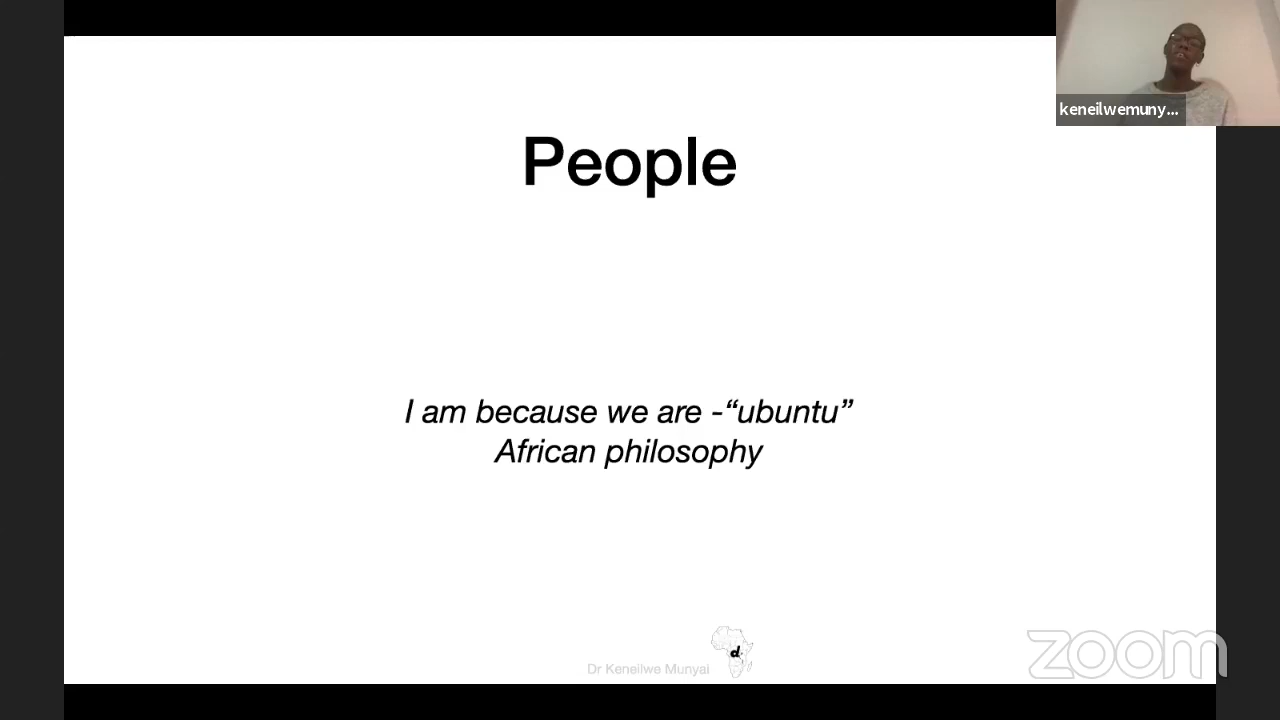 keneilwemuny...
People
I am because we are -“ubuntu”
African philosophy
d.
Dr Keneilwe Munyai
zoom